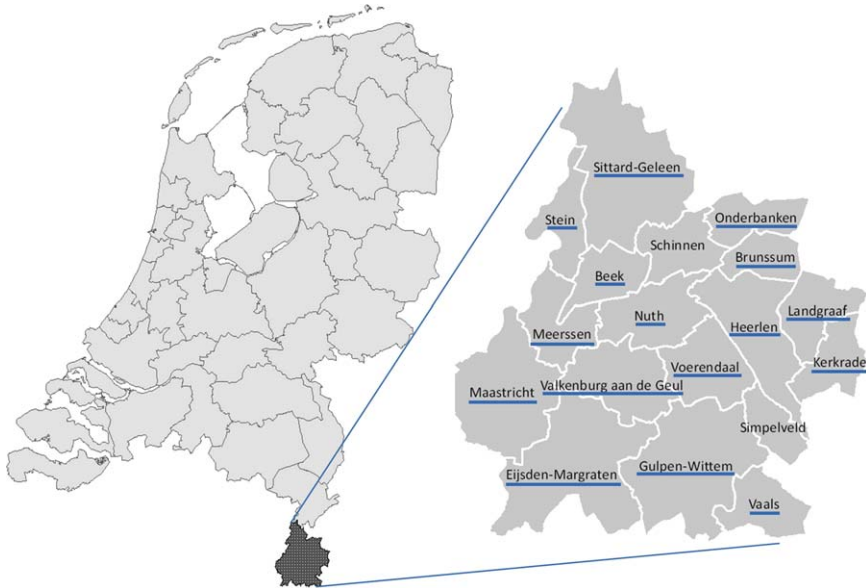 Sittard-Geleen
Stein
Onderbanken
Schinnen
Brunssum
Beek
Landgraaf
Nuth
Heerlen
Meerssen
Kerkrade
Voerendaal
Valkenburg aan de Geul
Maastricht
Simpelveld
Gulpen-Wittem
Eijsden-Margraten
Vaals